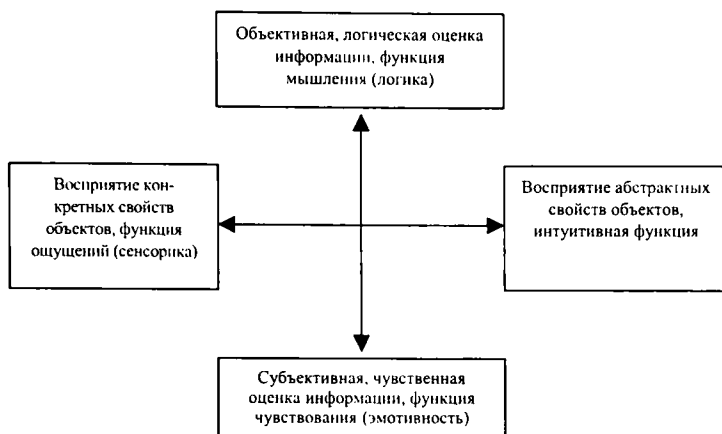 Объективная, логическая оценка
информации, функция
мышления (логика)
Восприятие кон-
кретных свойств
объектов, функция
ощущений (сенсорика)
Восприятие абстрактных
свойств объектов,
интуитивная функция
Субъективная, чувственная
оценка информации, функция
чувствования (эмотивность)